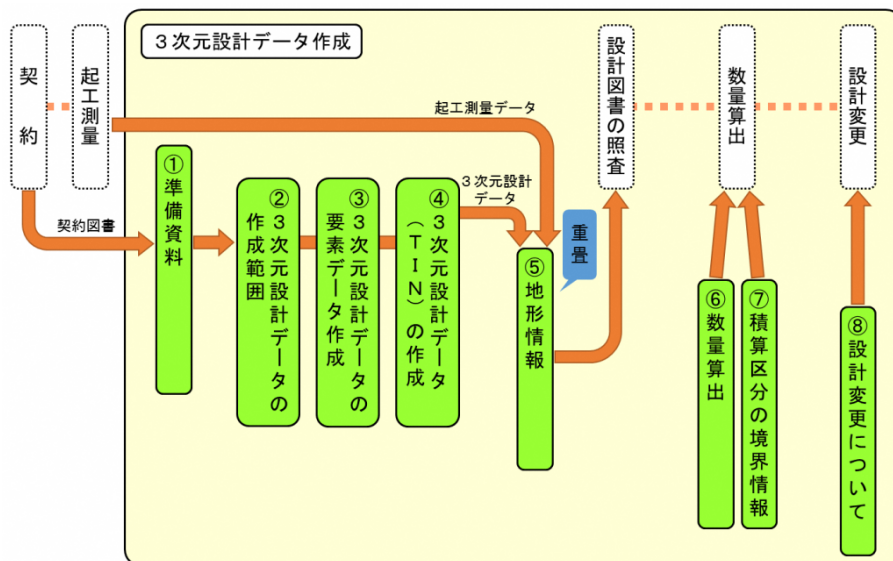 3次元設計データ作成
契約
起工測量
設計図書の照査
数量算出
設計変更
起工測量データ
契約図書
3次元設計
データ
重畳
①準備資料
②3次元設計データの
作成範囲
③3次元設計データの
要素データ作成
④3次元設計データ
(TIN)の作成
⑤地形情報
⑥数量算出
⑦積算区分の境界情報
⑧設計変更について